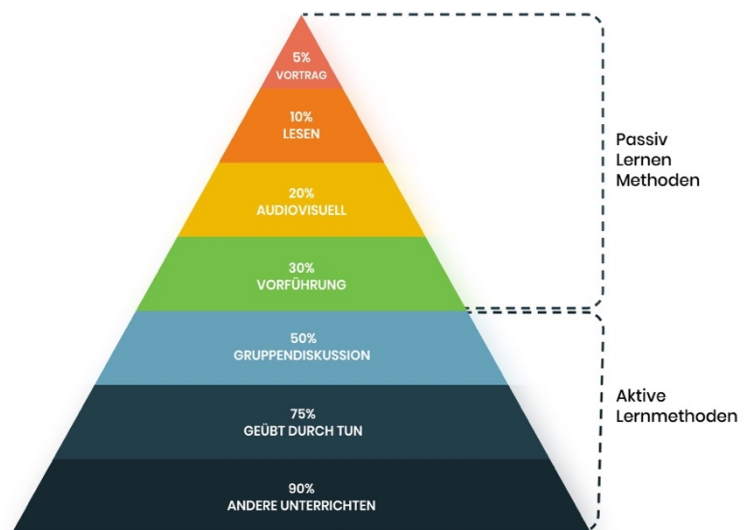 5%
VORTRAG
10%
LESEN
20%
AUDIOVISUELL
30%
VORFÜHRUNG
50%
GRUPPENDISKUSSION
75%
GEÜBT DURCH TUN
90%
ANDERE UNTERRICHTEN
Passiv
Lernen
Methoden
Aktive
Lernmethoden